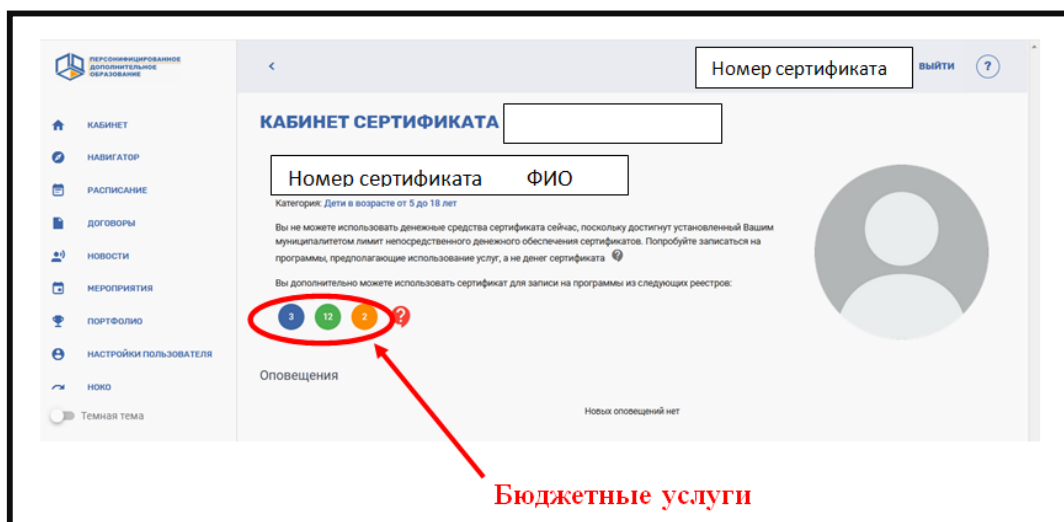 ПЕРСОНИФИЦИРОВАННОЕ
ДОПОЛНИТЕЛЬНОЕ
ОБРАЗОВАНИЕ
<
Номер сертификата
ВЫЙТИ
?
КАБИНЕТ
НАВИГАТОР
РАСПИСАНИЕ
ДОГОВОРЫ
НОВОСТИ
МЕРОПРИЯТИЯ
ПОРТФОЛИО
НАСТРОЙКИ ПОЛЬЗОВАТЕЛЯ
НОКО
Темная тема
КАБИНЕТ СЕРТИФИКАТА
Номер сертификата ФИО
Категория: Дети в возрасте от 5 до 18 лет
Вы не можете использовать денежные средства сертификата сейчас, поскольку достигнут установленный Вашим
муниципалитетом лимит непосредственного денежного обеспечения сертификатов. Попробуйте записаться на
программы, предполагающие использование услуг, а не денег сертификата ?
Вы дополнительно можете использовать сертификат для записи на программы из следующих реестров:
3 12 2 ?
Оповещения
Новых оповещений нет
Бюджетные услуги